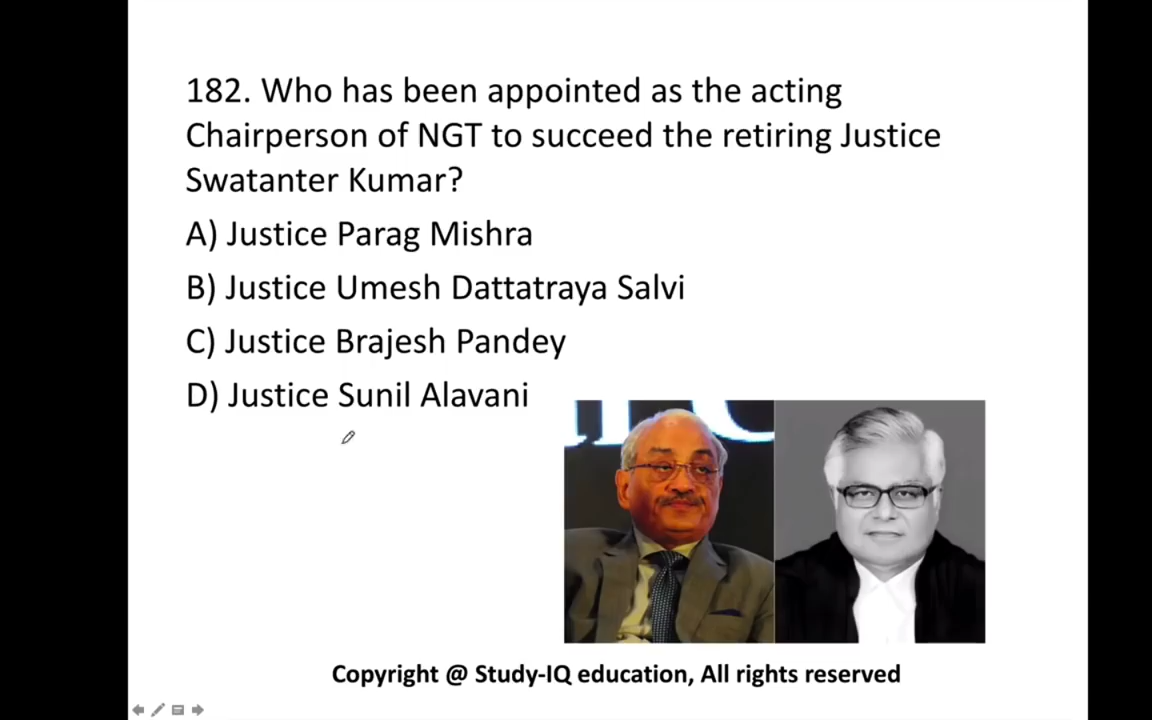 182. Who has been appointed as the acting
Chairperson of NGT to succeed the retiring Justice
Swatanter Kumar?
A) Justice Parag Mishra
B) Justice Umesh Dattatraya Salvi
C) Justice Brajesh Pandey
D) Justice Sunil Alavani
Copyright @ Study-IQ education, All rights reserved